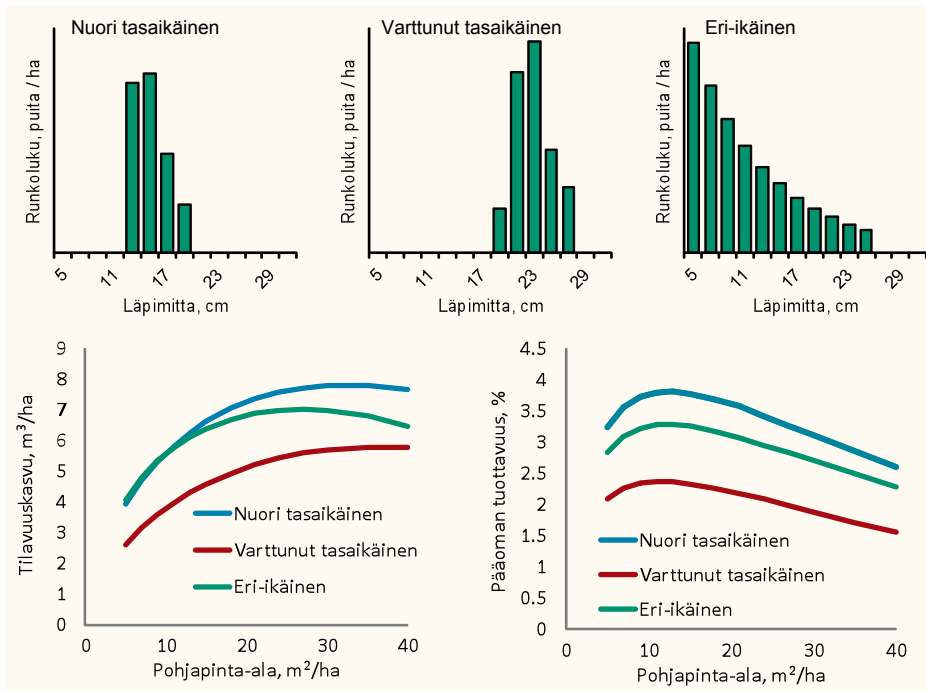 Nuori tasaikäinen
Runkoluku, puita / ha
5 11 17 23 29
Läpimitta, cm
Varttunut tasaikäinen
Runkoluku, puita / ha
5 11 17 23 29
Läpimitta, cm
Eri-ikäinen
Runkoluku, puita / ha
5 11 17 23 29
Läpimitta, cm
Tilavuuskasvu, m³/ha
9
8
7
6
5
4
3
2
1
0
Nuori tasaikäinen
Varttunut tasaikäinen
Eri-ikäinen
0 10 20 30 40
Pohjapinta-ala, m²/ha
Pääoman tuottavuus, %
4.5
4
3.5
3
2.5
2
1.5
1
0.5
0
Nuori tasaikäinen
Varttunut tasaikäinen
Eri-ikäinen
0 10 20 30 40
Pohjapinta-ala, m²/ha